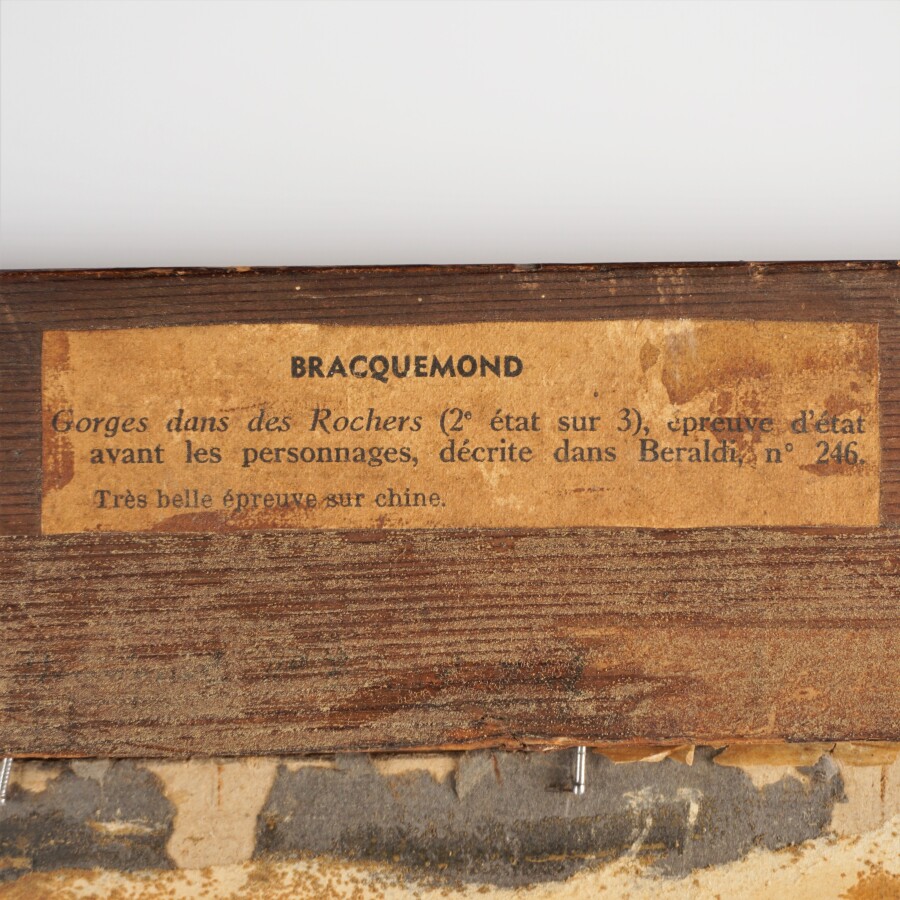 BRACQUEMOND
Gorges dans des Rochers (2e état sur 3), épreuve d'état
avant les personnages, décrite dans Beraldi, n° 246.
Très belle épreuve sur chine.